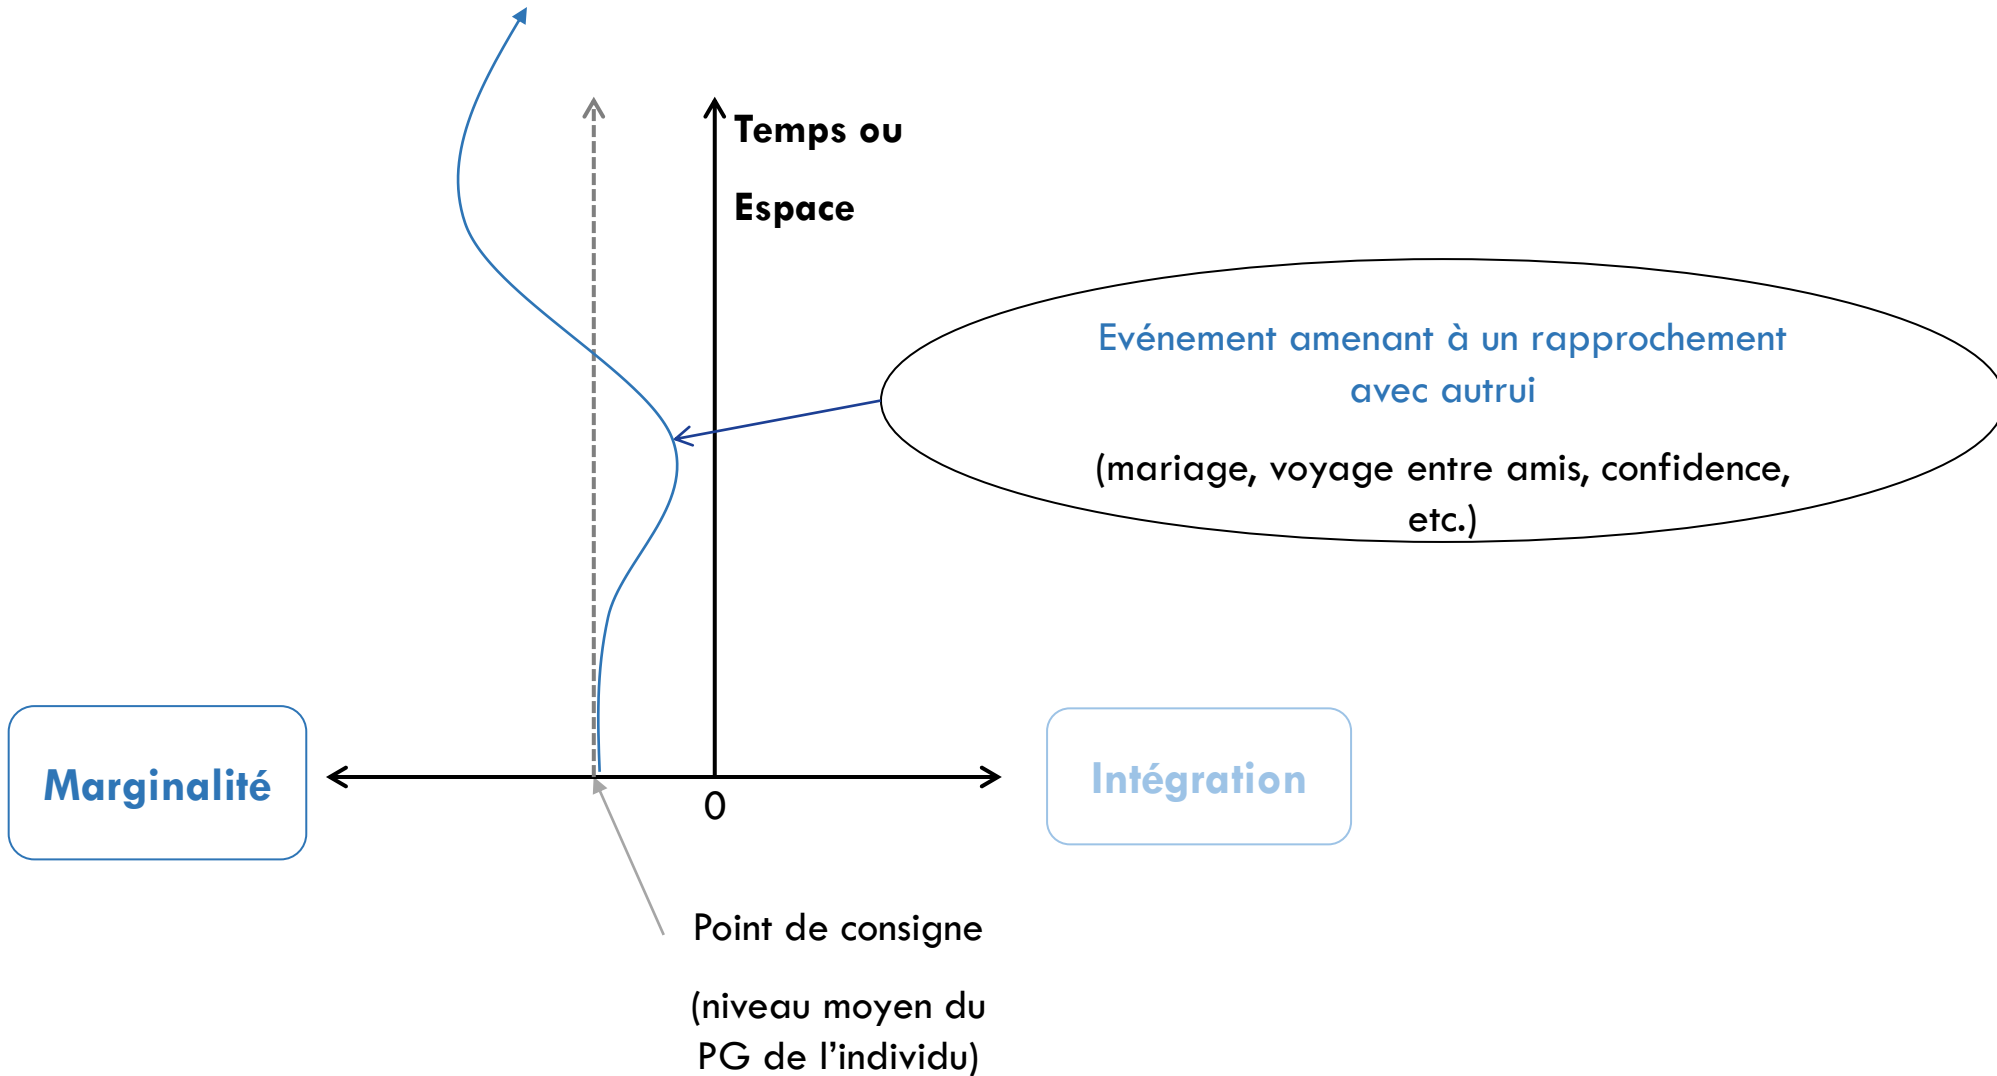 Temps ou
Espace
Evénement amenant à un rapprochement
avec autrui
(mariage, voyage entre amis, confidence,
etc.)
Marginalité
Intégration
0
Point de consigne
(niveau moyen du
PG de l’individu)